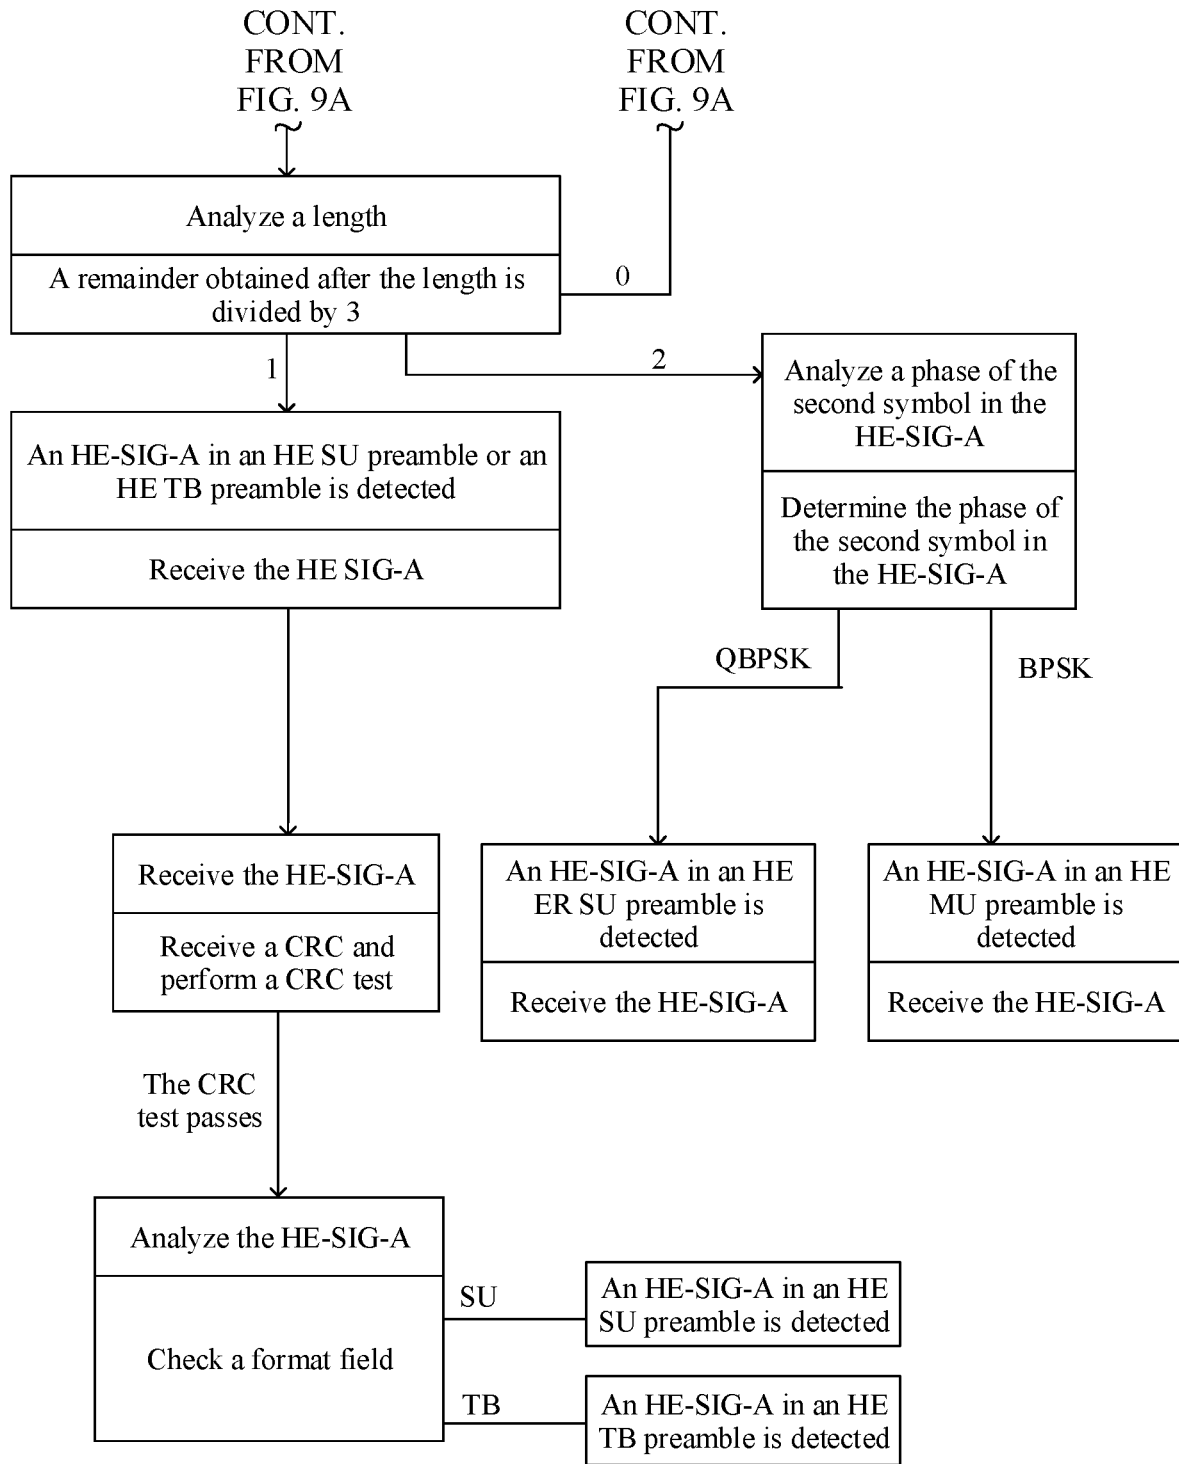 CONT.
FROM
FIG. 9A
CONT.
FROM
FIG. 9A
Analyze a length
A remainder obtained after the length is
divided by 3
0
1
2
Analyze a phase of the
second symbol in the
HE-SIG-A
Determine the phase of
the second symbol in
the HE-SIG-A
An HE-SIG-A in an HE SU preamble or an
HE TB preamble is detected
Receive the HE SIG-A
QBPSK
BPSK
Receive the HE-SIG-A
Receive a CRC and
perform a CRC test
An HE-SIG-A in an HE
ER SU preamble is
detected
Receive the HE-SIG-A
An HE-SIG-A in an HE
MU preamble is
detected
Receive the HE-SIG-A
The CRC
test passes
Analyze the HE-SIG-A
Check a format field
SU
An HE-SIG-A in an HE
SU preamble is detected
TB
An HE-SIG-A in an HE
TB preamble is detected